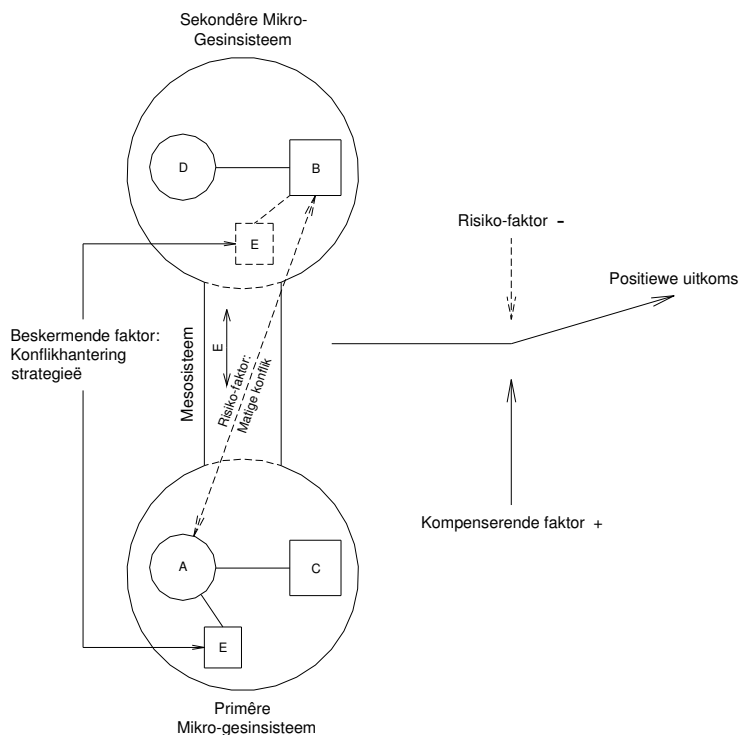 Sekondêre Mikro-
Gesinsisteem
D
B
E
Risiko-faktor -
Positiewe uitkoms
Beskermende faktor:
Konflikhantering
strategieë
Mesosisteem
E
Risiko-faktor:
Matige konflik
Kompenserende faktor +
A
C
E
Primêre
Mikro-gesinsisteem